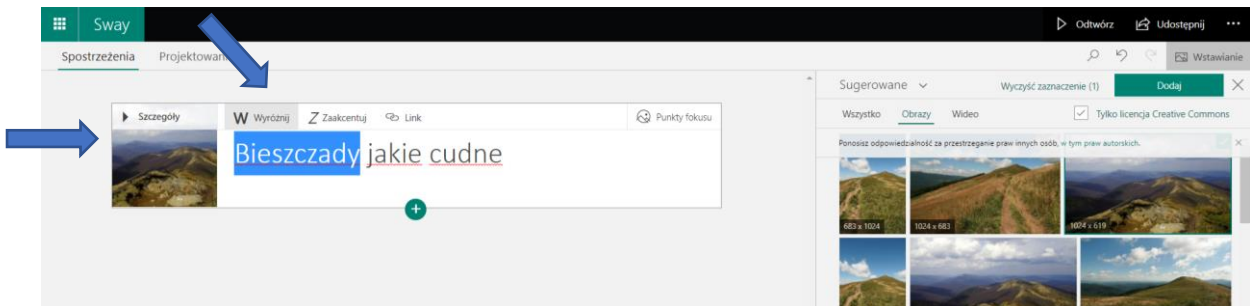 Sway
Odtwórz Udostępnij
Spostrzeżenia
Wstawianie
Szczegóły
W Wyróżnij Z Zaakcentuj Link
Punkty fokusu
Bieszczady jakie cudne
Sugerowane
Wyczyść zaznaczenie (1)
Dodaj
Wszystko Obrazy Wideo
Tylko licencja Creative Commons
Ponosisz odpowiedzialność za przestrzeganie praw innych osób, w tym praw autorskich.
683 x 1024
1024 x 683
1024 x 619